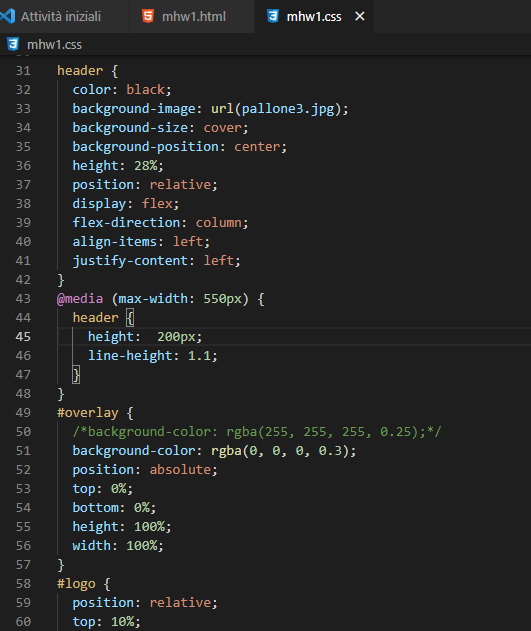 Attività iniziali mhw1.html mhw1.css ×
mhw1.css
31 header {
32 color: black;
33 background-image: url(pallone3.jpg);
34 background-size: cover;
35 background-position: center;
36 height: 28%;
37 position: relative;
38 display: flex;
39 flex-direction: column;
40 align-items: left;
41 justify-content: left;
42 }
43 @media (max-width: 550px) {
44 header {
45 height:  200px;
46 line-height: 1.1;
47 }
48 }
49 #overlay {
50 /*background-color: rgba(255, 255, 255, 0.25);*/
51 background-color: rgba(0, 0, 0, 0.3);
52 position: absolute;
53 top: 0%;
54 bottom: 0%;
55 height: 100%;
56 width: 100%;
57 }
58 #logo {
59 position: relative;
60 top: 10%;